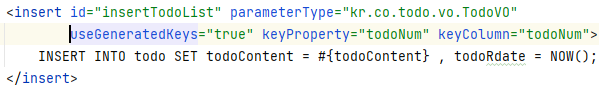 <insert id="insertTodoList" parameterType="kr.co.todo.vo.TodoVO"
useGeneratedKeys="true" keyProperty="todoNum" keyColumn="todoNum">
INSERT INTO todo SET todoContent = #{todoContent} , todoRdate = NOW();
</insert>